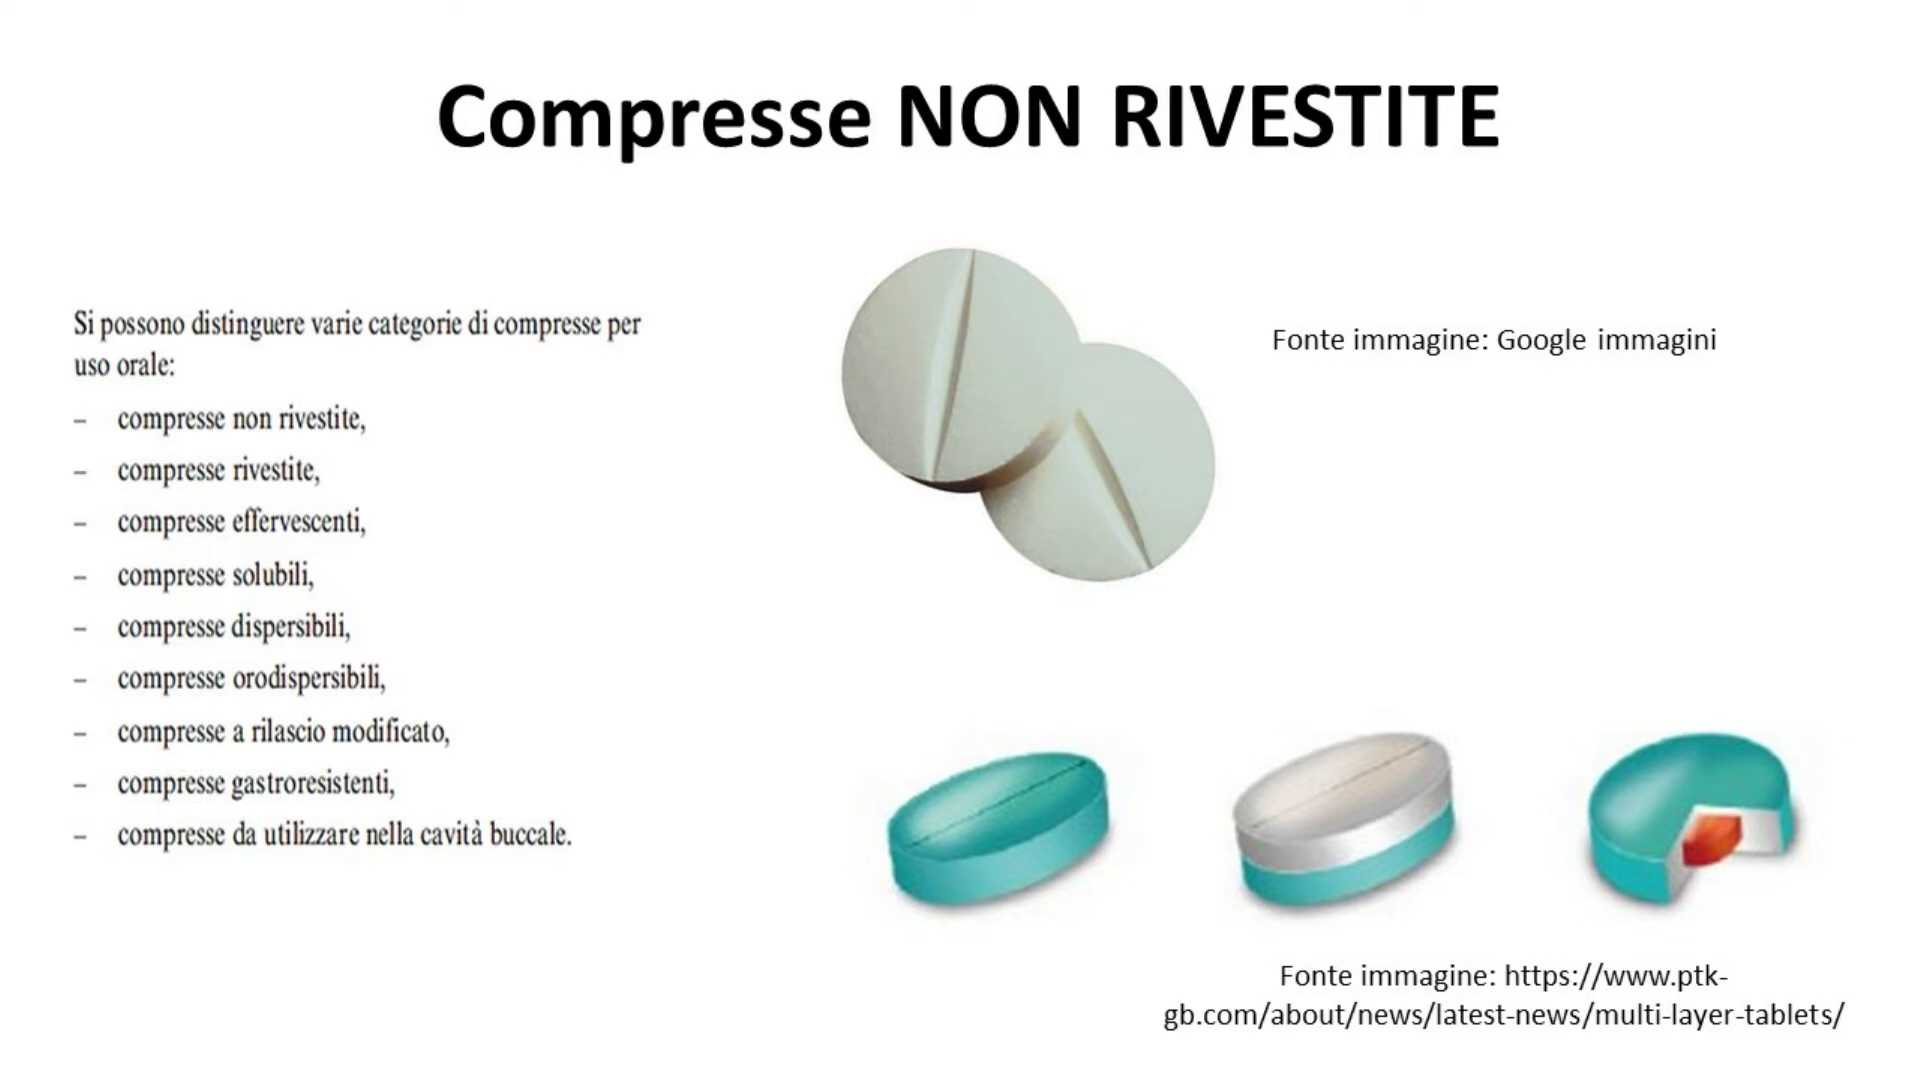 Compresse NON RIVESTITE
Si possono distinguere varie categorie di compresse per
uso orale:
– compresse non rivestite,
– compresse rivestite,
– compresse effervescenti,
– compresse solubili,
– compresse dispersibili,
– compresse orodispersibili,
– compresse a rilascio modificato,
– compresse gastroresistenti,
– compresse da utilizzare nella cavità buccale.
Fonte immagine: Google immagini
Fonte immagine: https://www.ptk-
gb.com/about/news/latest-news/multi-layer-tablets/